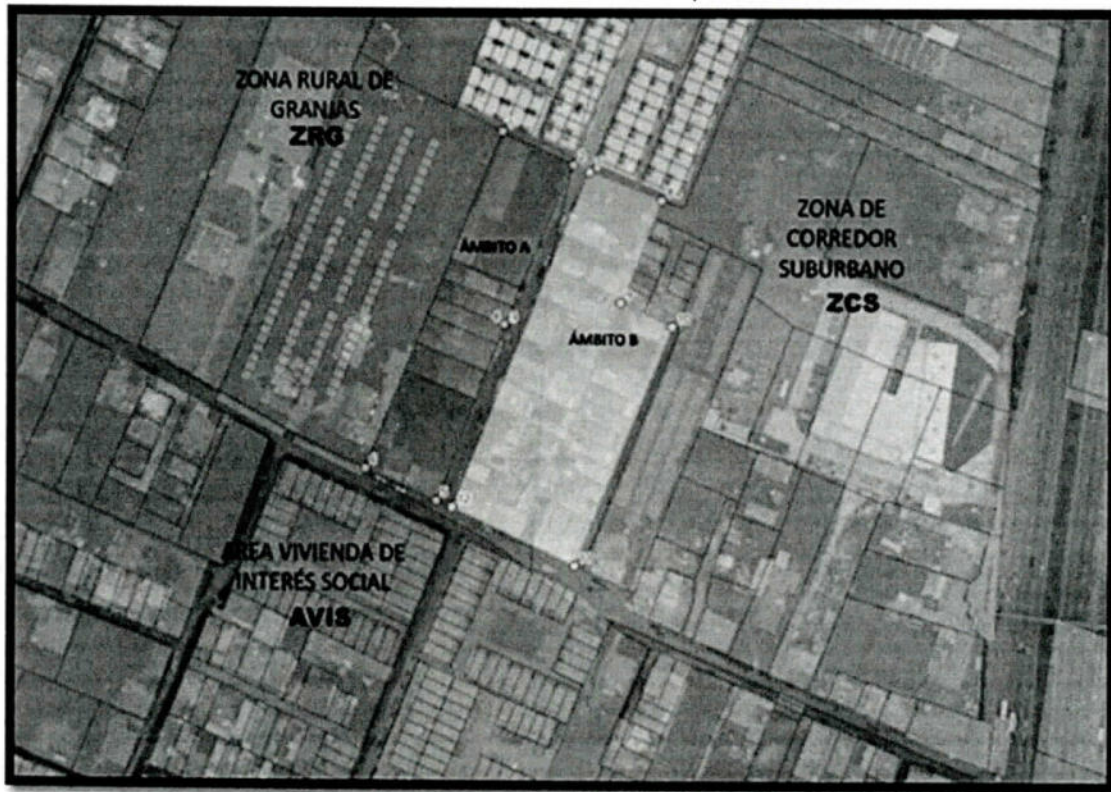 ZONA RURAL DE
GRANJAS
ZRG
ÁMBITO A
ZONA DE
CORREDOR
SUBURBANO
ZCS
ÁMBITO B
ÁREA VIVIENDA DE
INTERÉS SOCIAL
AVIS